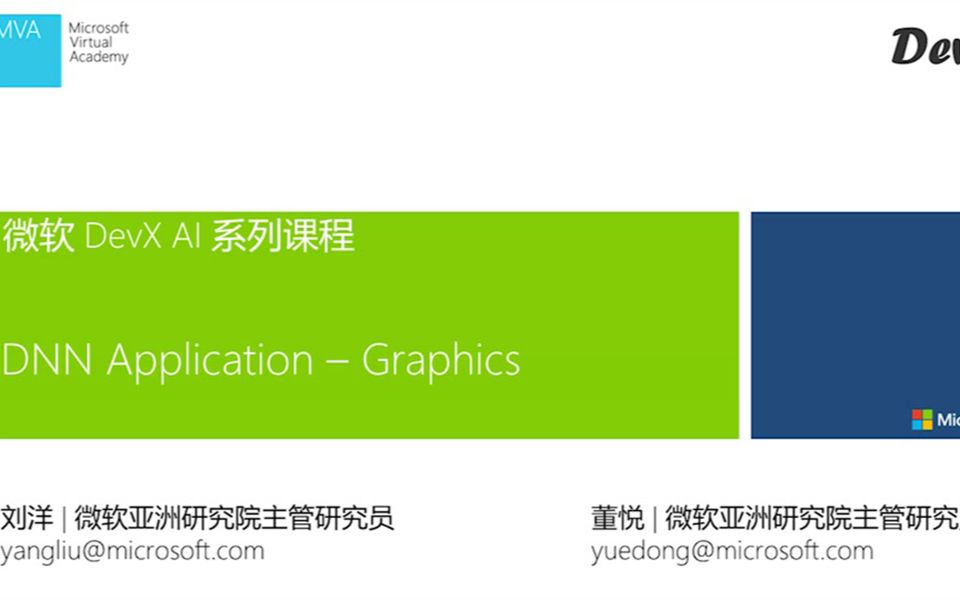 MVA
Microsoft
Virtual
Academy
Dev
微软 DevX AI 系列课程
DNN Application – Graphics
刘洋 | 微软亚洲研究院主管研究员
yangliu@microsoft.com
董悦 | 微软亚洲研究院主管研究
yuedong@microsoft.com